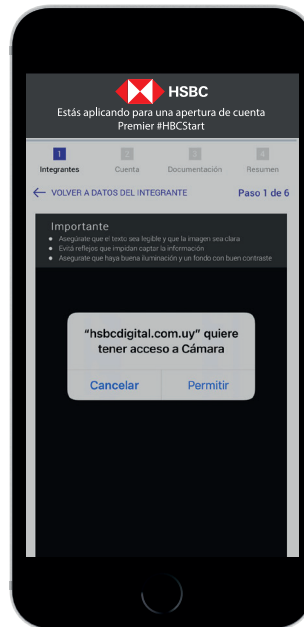 HSBC
Estás aplicando para una apertura de cuenta
Premier #HBCStart
1 2 3 4
Integrantes Cuenta Documentación Resumen
← VOLVER A DATOS DEL INTEGRANTE Paso 1 de 6
Importante
● Asegurate que el texto sea legible y que la imagen sea clara
● Evitá reflejos que impidan captar la información
● Asegurate que haya buena iluminación y un fondo con buen contraste
"hsbcdigital.com.uy" quiere
tener acceso a Cámara
Cancelar Permitir